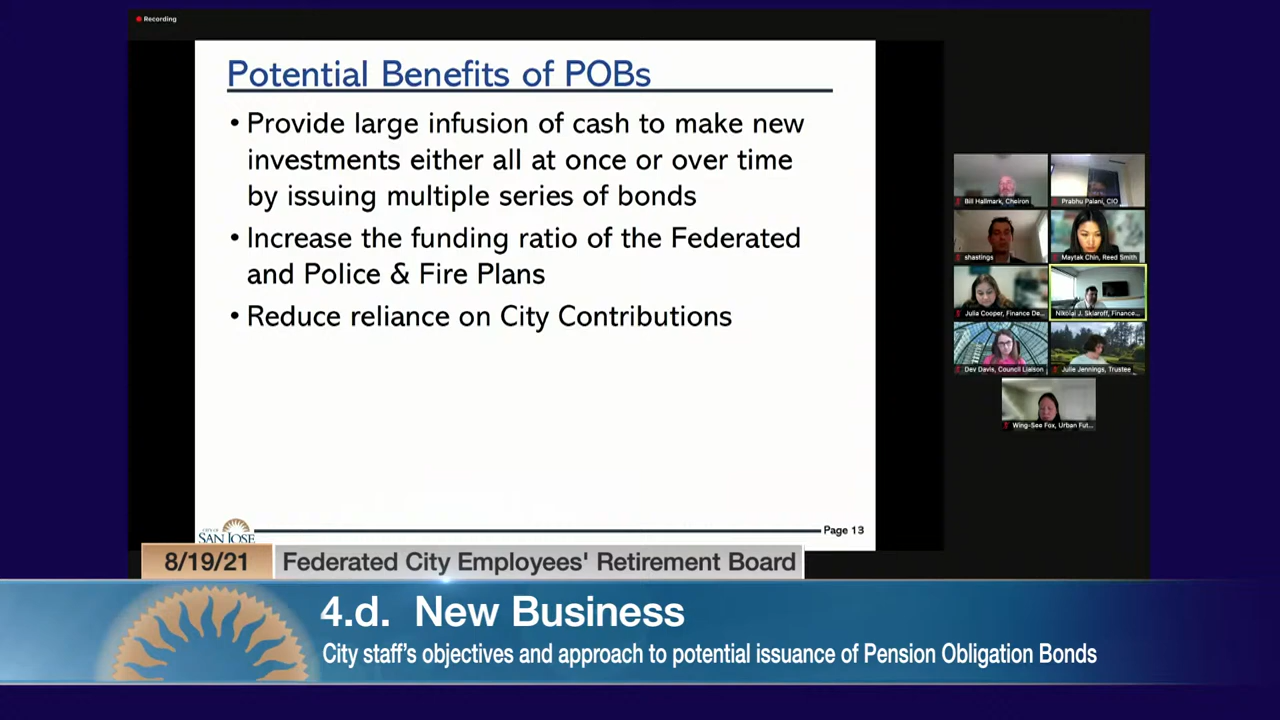 Recording
Potential Benefits of POBs
• Provide large infusion of cash to make new
investments either all at once or over time
by issuing multiple series of bonds
• Increase the funding ratio of the Federated
and Police & Fire Plans
• Reduce reliance on City Contributions
CITY OF
SAN JOSE
Page 13
Bill Hallmark, Cheiron
Prabhu Palani, CIO
shastings
Maytak Chin, Reed Smith
Julia Cooper, Finance De...
Nikolai J. Sklaroff, Finance...
Dev Davis, Council Liaison
Julie Jennings, Trustee
Wing-See Fox, Urban Fut...
8/19/21
Federated City Employees' Retirement Board
4.d. New Business
City staff's objectives and approach to potential issuance of Pension Obligation Bonds